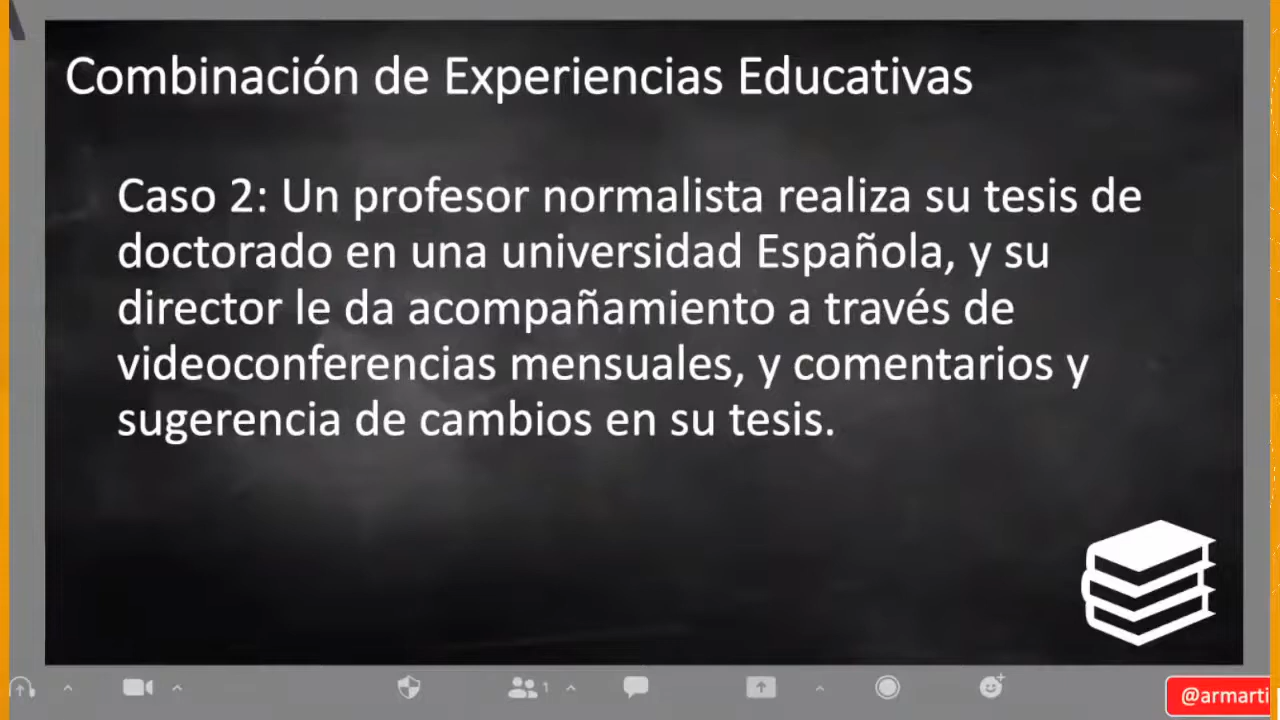 Combinación de Experiencias Educativas
Caso 2: Un profesor normalista realiza su tesis de
doctorado en una universidad Española, y su
director le da acompañamiento a través de
videoconferencias mensuales, y comentarios y
sugerencia de cambios en su tesis.
1
@armarti